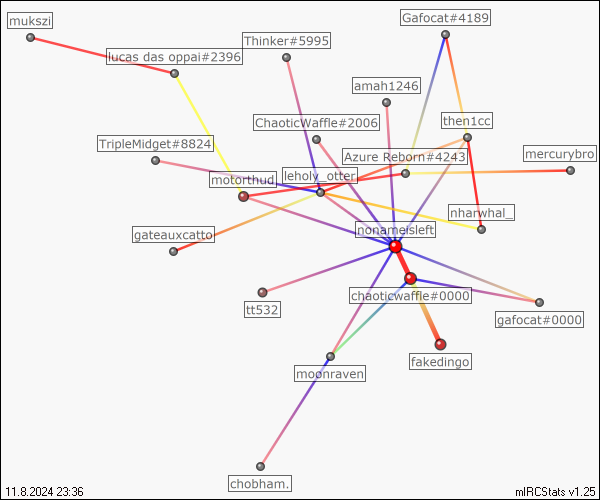 Gafocat#4189
mukszi
Thinker#5995
lucas das oppai#2396
amah1246
ChaoticWaffle#2006
then1cc
TripleMidget#8824
Azure Reborn#4243
mercurybro
motorthud
leholy_otter
nharwhal_
gateauxcatto
nonameisleft
chaoticwaffle#0000
tt532
gafocat#0000
fakedingo
moonraven
chobham.
11.8.2024 23:36
mIRCStats v1.25